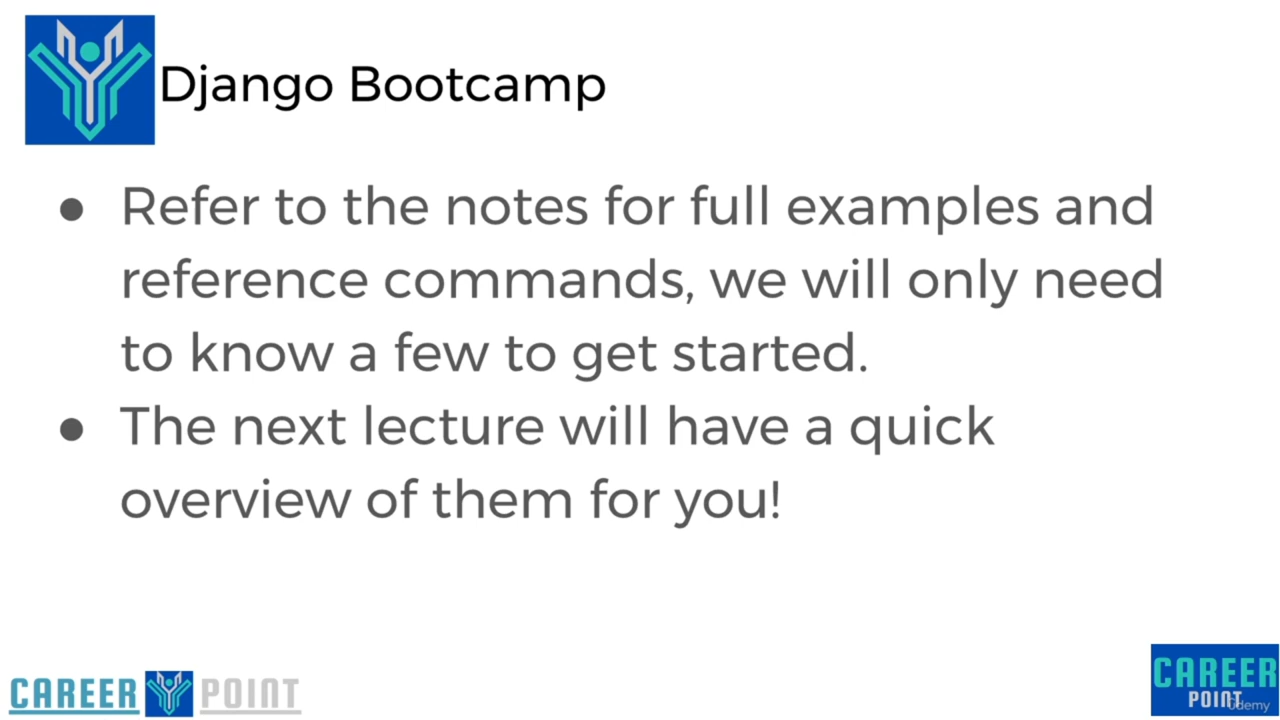 Django Bootcamp
● Refer to the notes for full examples and
reference commands, we will only need
to know a few to get started.
● The next lecture will have a quick
overview of them for you!
CAREER POINT
CAREER
POINT
ûdemy